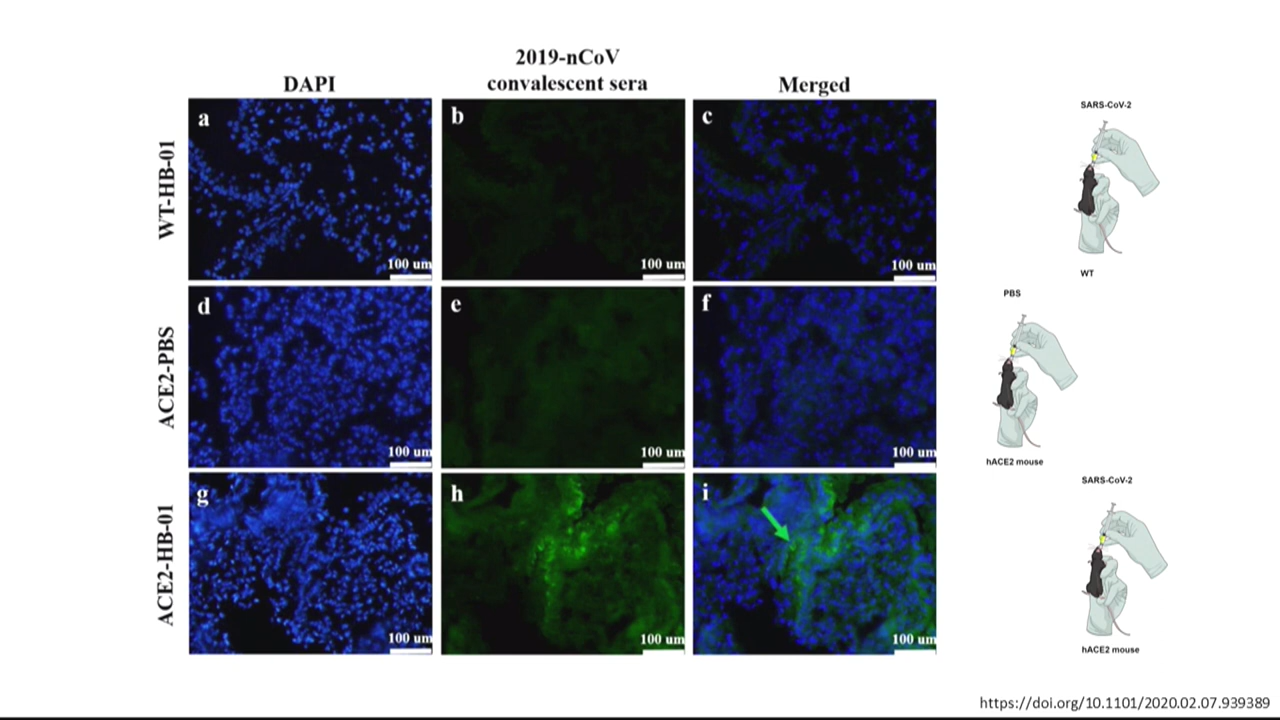 2019-nCoV
DAPI
convalescent sera
Merged
WT-HB-01
a
b
c
100 um
100 um
100 um
SARS-CoV-2
WT
ACE2-PBS
d
e
f
100 um
100 um
100 um
PBS
hACE2 mouse
ACE2-HB-01
g
h
i
100 um
100 um
100 um
SARS-CoV-2
hACE2 mouse
https://doi.org/10.1101/2020.02.07.939389